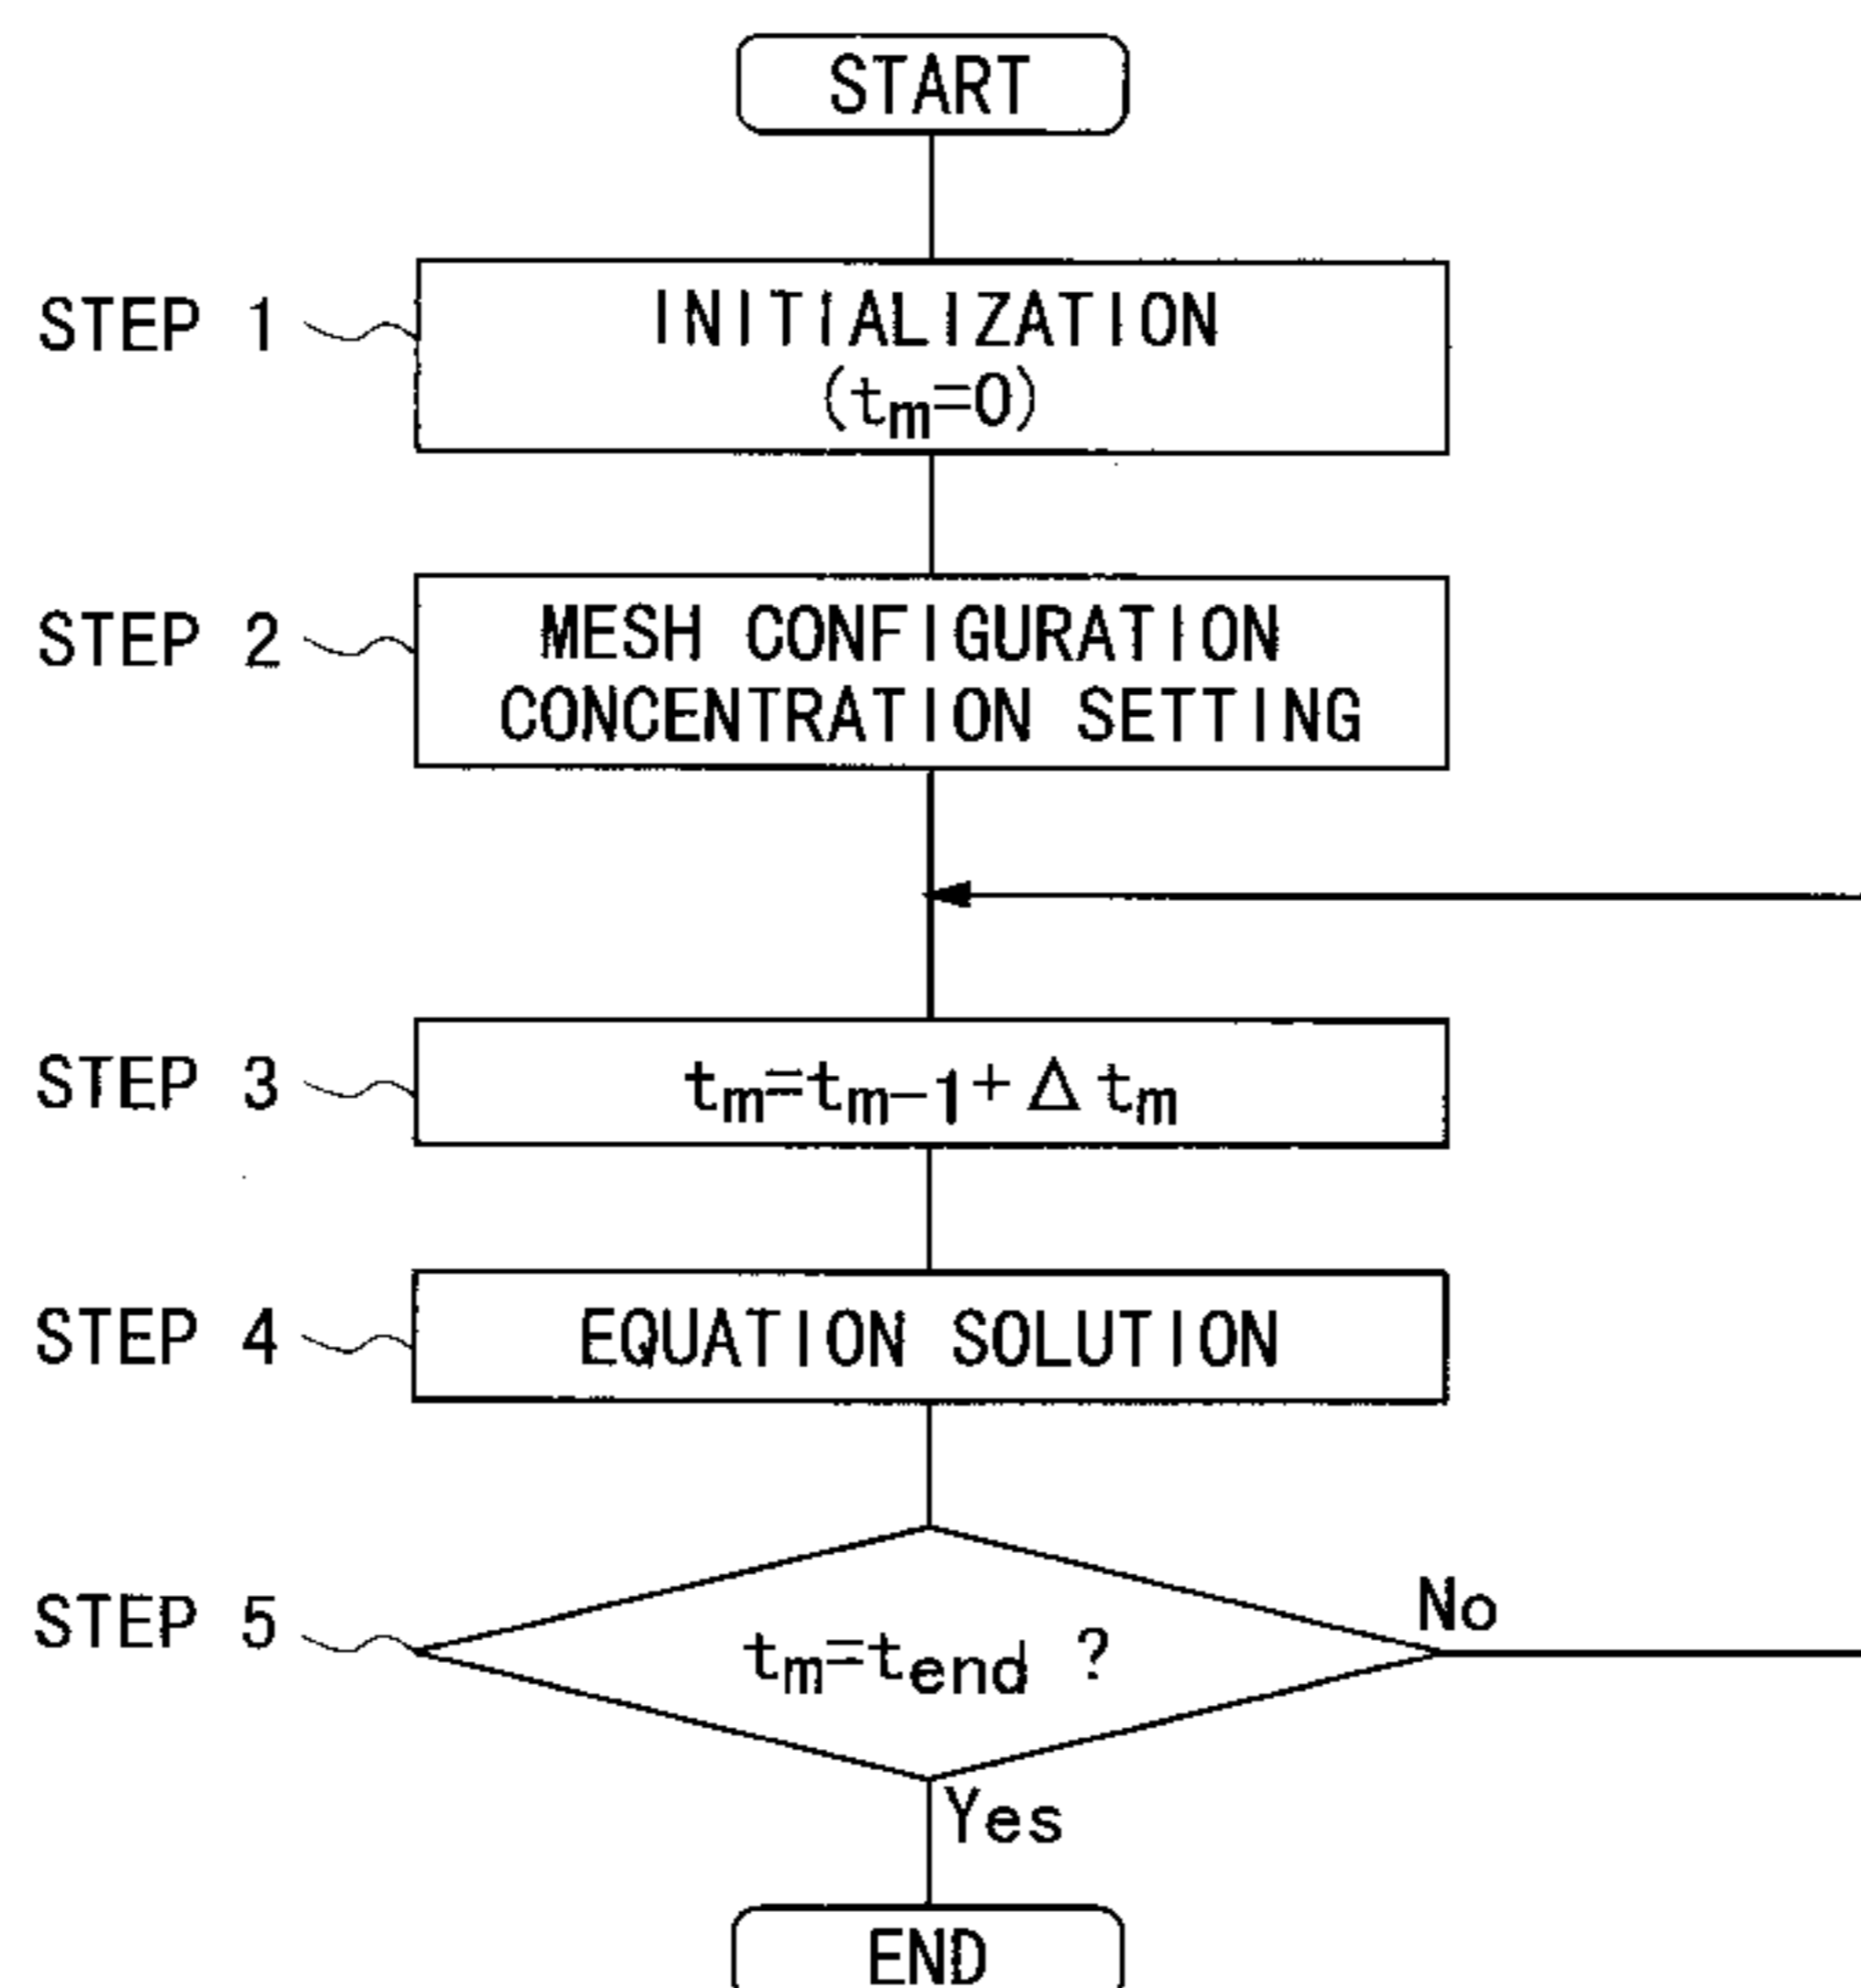 START
STEP 1
INITIALIZATION
(tm=0)
STEP 2
MESH CONFIGURATION
CONCENTRATION SETTING
STEP 3
tm=tm-1+Δtm
STEP 4
EQUATION SOLUTION
STEP 5
tm=tend ?
No
Yes
END